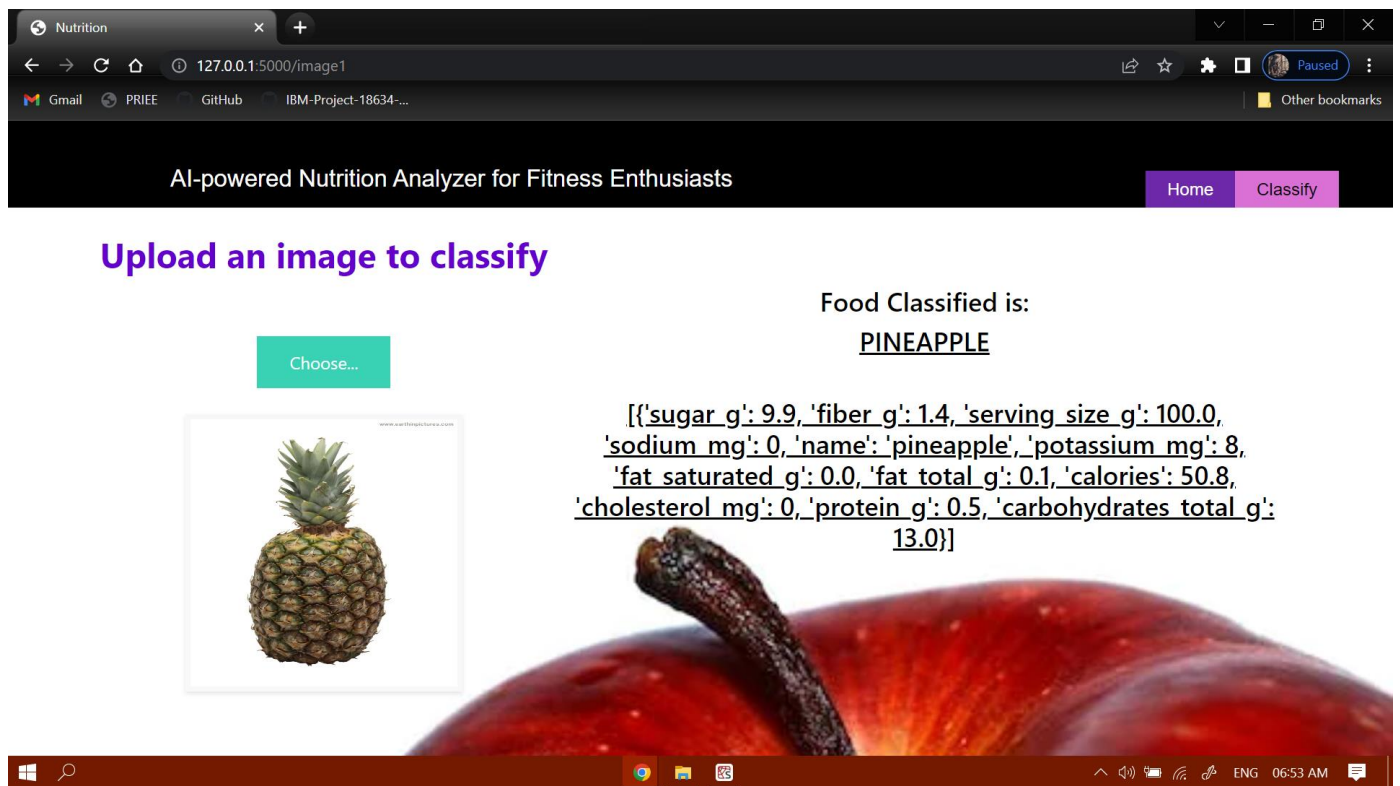 Nutrition
127.0.0.1:5000/image1
Paused
Gmail PRIEE GitHub IBM-Project-18634-... Other bookmarks
AI-powered Nutrition Analyzer for Fitness Enthusiasts
Home Classify
Upload an image to classify
Choose...
www.earthnpictures.com
Food Classified is:
PINEAPPLE
[{'sugar_g': 9.9, 'fiber_g': 1.4, 'serving_size_g': 100.0,
'sodium_mg': 0, 'name': 'pineapple', 'potassium_mg': 8,
'fat_saturated_g': 0.0, 'fat_total_g': 0.1, 'calories': 50.8,
'cholesterol_mg': 0, 'protein_g': 0.5, 'carbohydrates_total_g':
13.0}]
ENG 06:53 AM